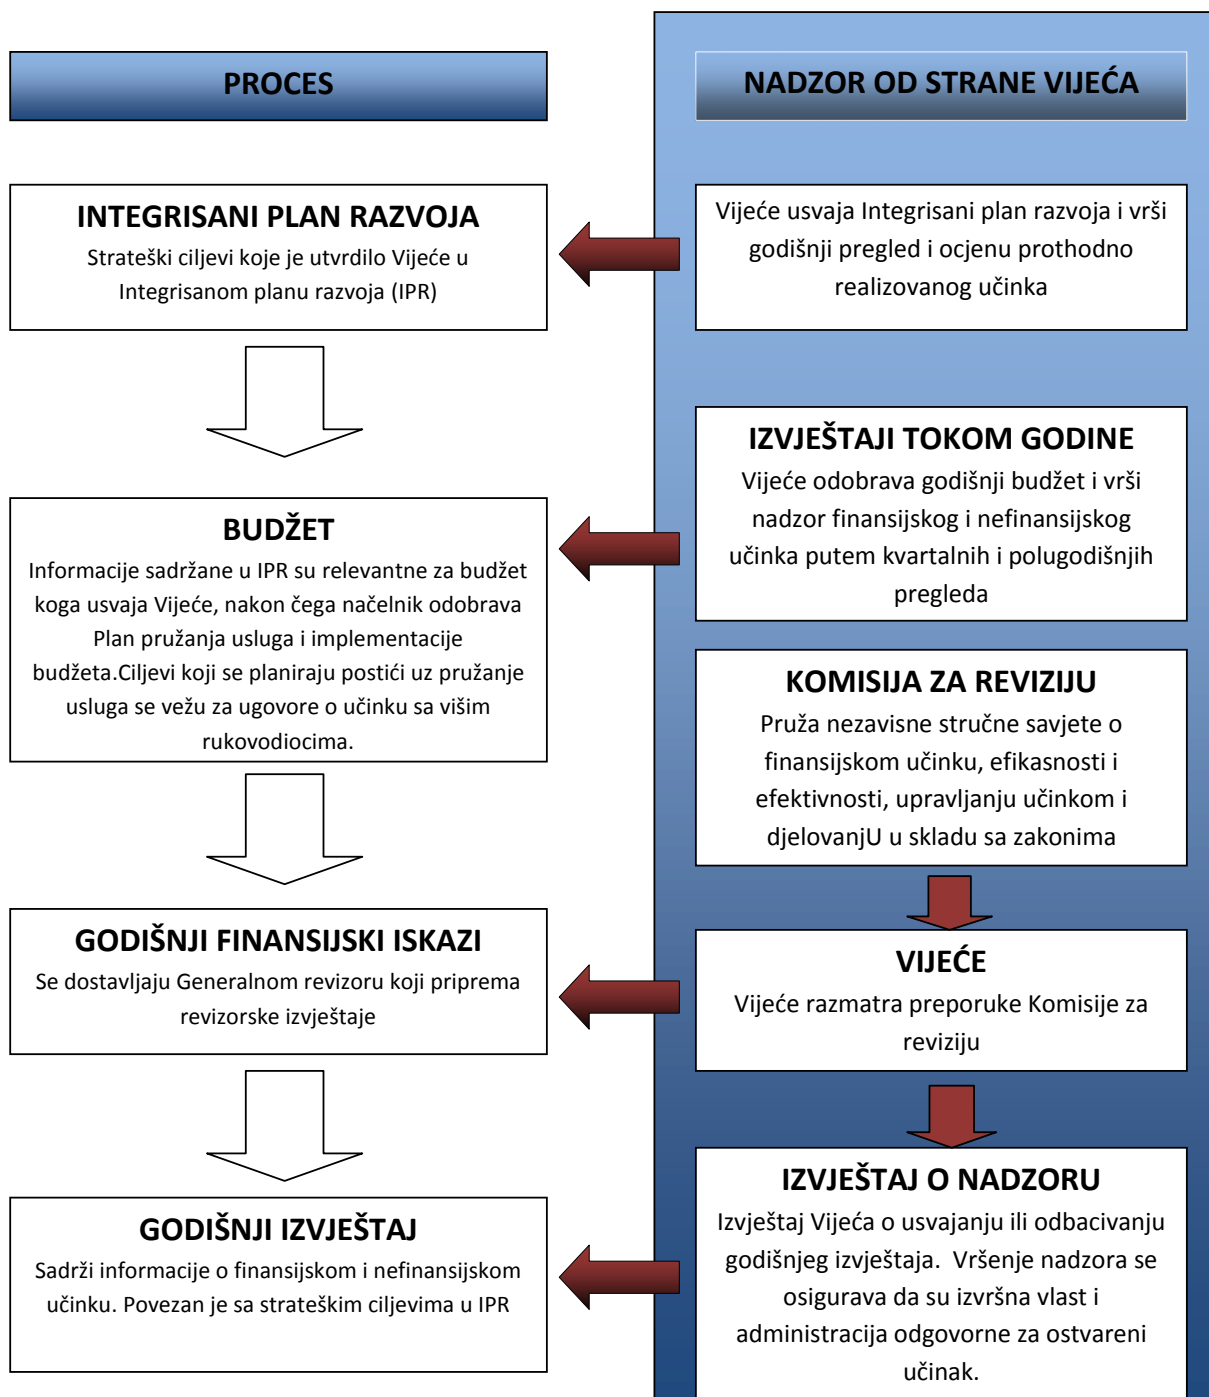 PROCES
INTEGRISANI PLAN RAZVOJA
Strateški ciljevi koje je utvrdilo Vijeće u
Integrisanom planu razvoja (IPR)
BUDŽET
Informacije sadržane u IPR su relevantne za budžet
koga usvaja Vijeće, nakon čega načelnik odobrava
Plan pružanja usluga i implementacije
budžeta.Ciljevi koji se planiraju postići uz pružanje
usluga se vežu za ugovore o učinku sa višim
rukovodiocima.
GODIŠNJI FINANSIJSKI ISKAZI
Se dostavljaju Generalnom revizoru koji priprema
revizorske izvještaje
GODIŠNJI IZVJEŠTAJ
Sadrži informacije o finansijskom i nefinansijskom
učinku. Povezan je sa strateškim ciljevima u IPR
NADZOR OD STRANE VIJEĆA
Vijeće usvaja Integrisani plan razvoja i vrši
godišnji pregled i ocjenu prothodno
realizovanog učinka
IZVJEŠTAJI TOKOM GODINE
Vijeće odobrava godišnji budžet i vrši
nadzor finansijskog i nefinansijskog
učinka putem kvartalnih i polugodišnjih
pregleda
KOMISIJA ZA REVIZIJU
Pruža nezavisne stručne savjete o
finansijskom učinku, efikasnosti i
efektivnosti, upravljanju učinkom i
djelovanjU u skladu sa zakonima
VIJEĆE
Vijeće razmatra preporuke Komisije za
reviziju
IZVJEŠTAJ O NADZORU
Izvještaj Vijeća o usvajanju ili odbacivanju
godišnjeg izvještaja.  Vršenje nadzora se
osigurava da su izvršna vlast i
administracija odgovorne za ostvareni
učinak.